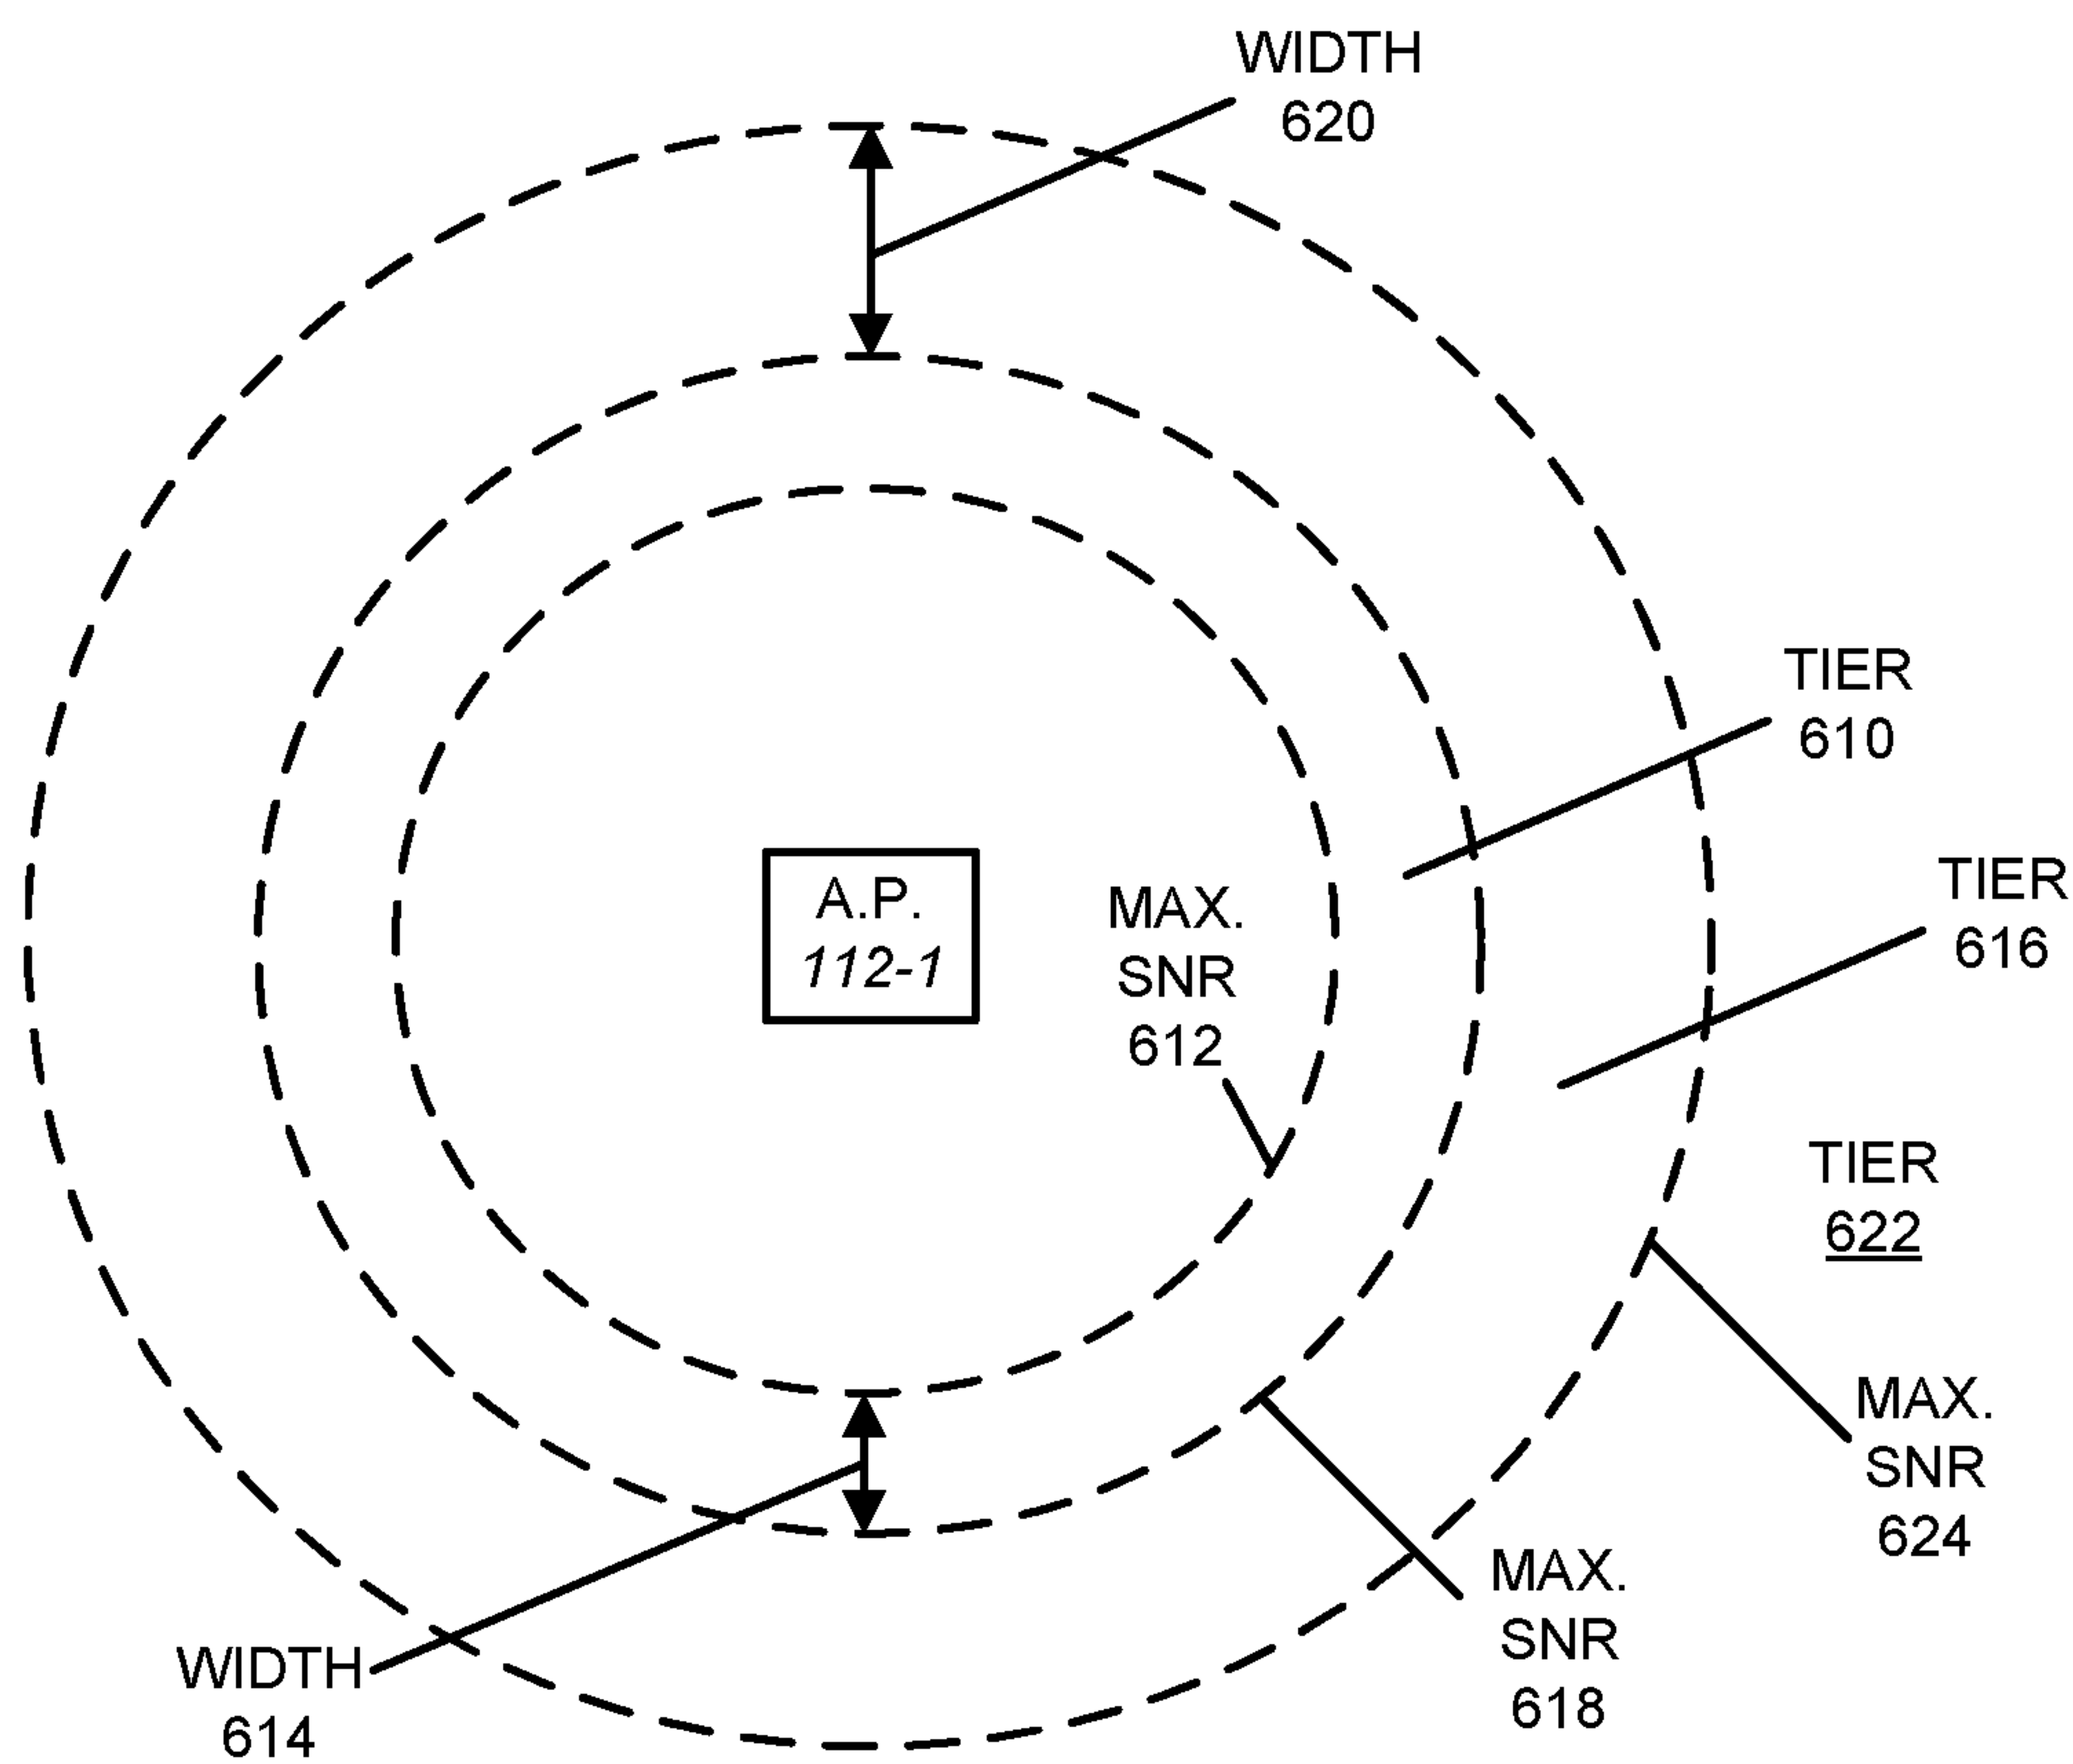 WIDTH
620
TIER
610
TIER
616
A.P.
112-1
MAX.
SNR
612
TIER
622
MAX.
SNR
624
MAX.
SNR
618
WIDTH
614